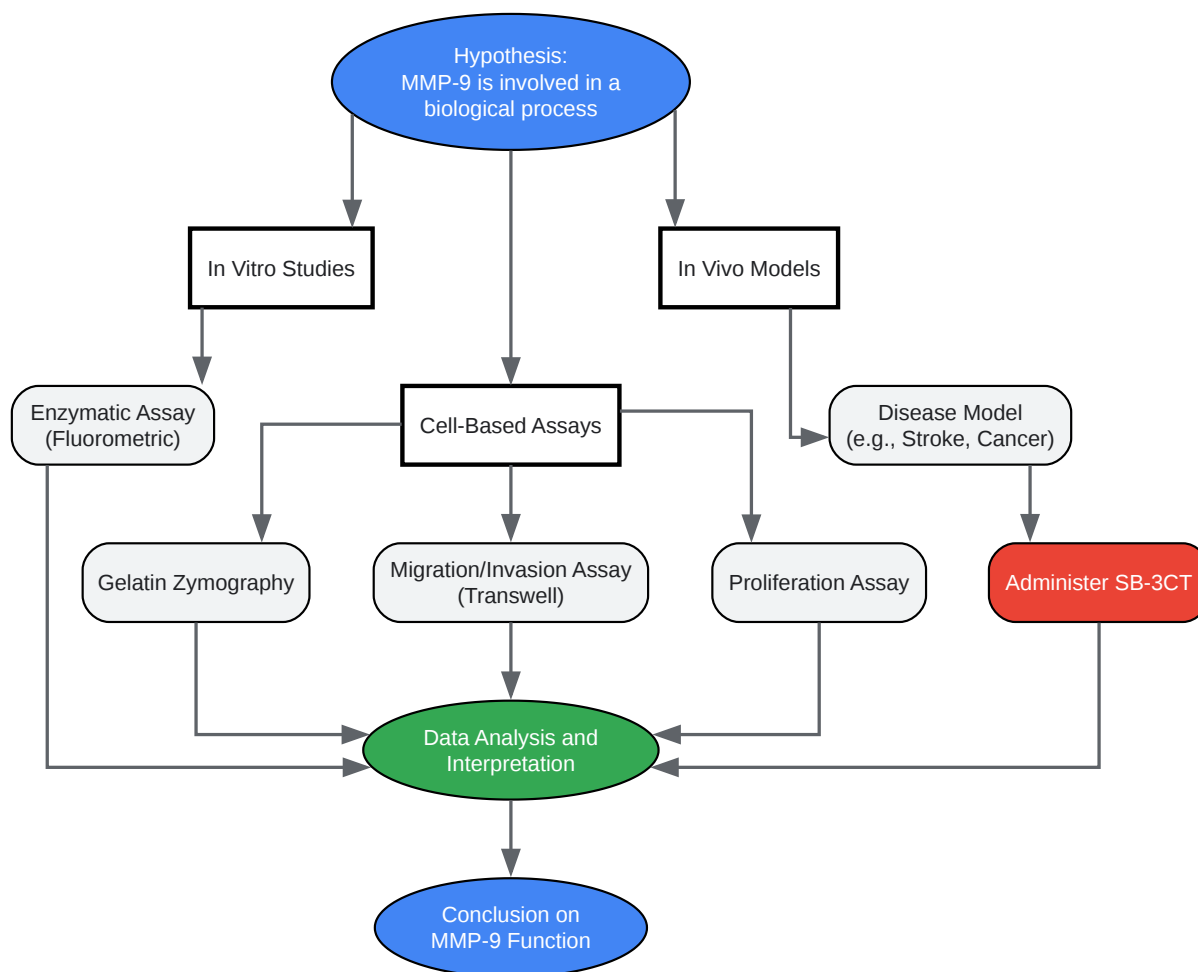 Hypothesis:
MMP-9 is involved in a
biological process
In Vitro Studies
In Vivo Models
Enzymatic Assay
(Fluorometric)
Cell-Based Assays
Disease Model
(e.g., Stroke, Cancer)
Gelatin Zymography
Migration/Invasion Assay
(Transwell)
Proliferation Assay
Administer SB-3CT
Data Analysis and
Interpretation
Conclusion on
MMP-9 Function